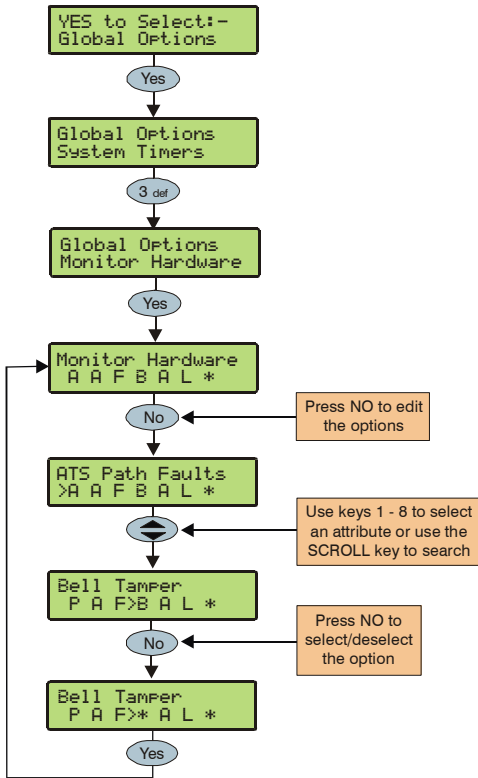 YES to Select:-
Global Options
Yes
Global Options
System Timers
3 def
Global Options
Monitor Hardware
Yes
Monitor Hardware
A A F B A L *
No
Press NO to edit
the options
ATS Path Faults
>A A F B A L *
Use keys 1 - 8 to select
an attribute or use the
SCROLL key to search
Bell Tamper
P A F>B A L *
No
Press NO to
select/deselect
the option
Bell Tamper
P A F>* A L *
Yes